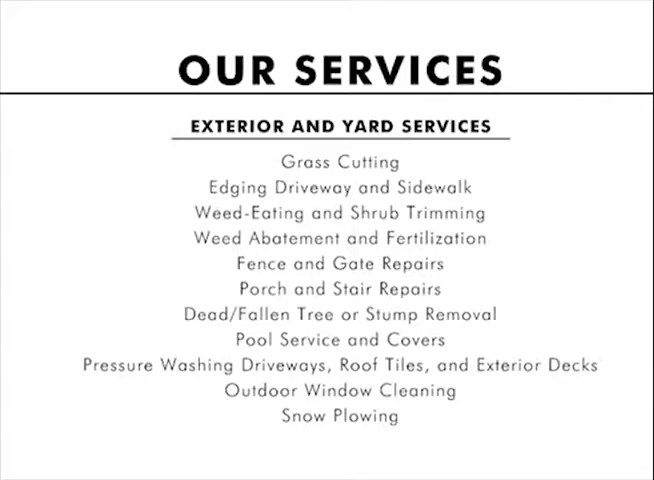 OUR SERVICES
EXTERIOR AND YARD SERVICES
Grass Cutting
Edging Driveway and Sidewalk
Weed-Eating and Shrub Trimming
Weed Abatement and Fertilization
Fence and Gate Repairs
Porch and Stair Repairs
Dead/Fallen Tree or Stump Removal
Pool Service and Covers
Pressure Washing Driveways, Roof Tiles, and Exterior Decks
Outdoor Window Cleaning
Snow Plowing